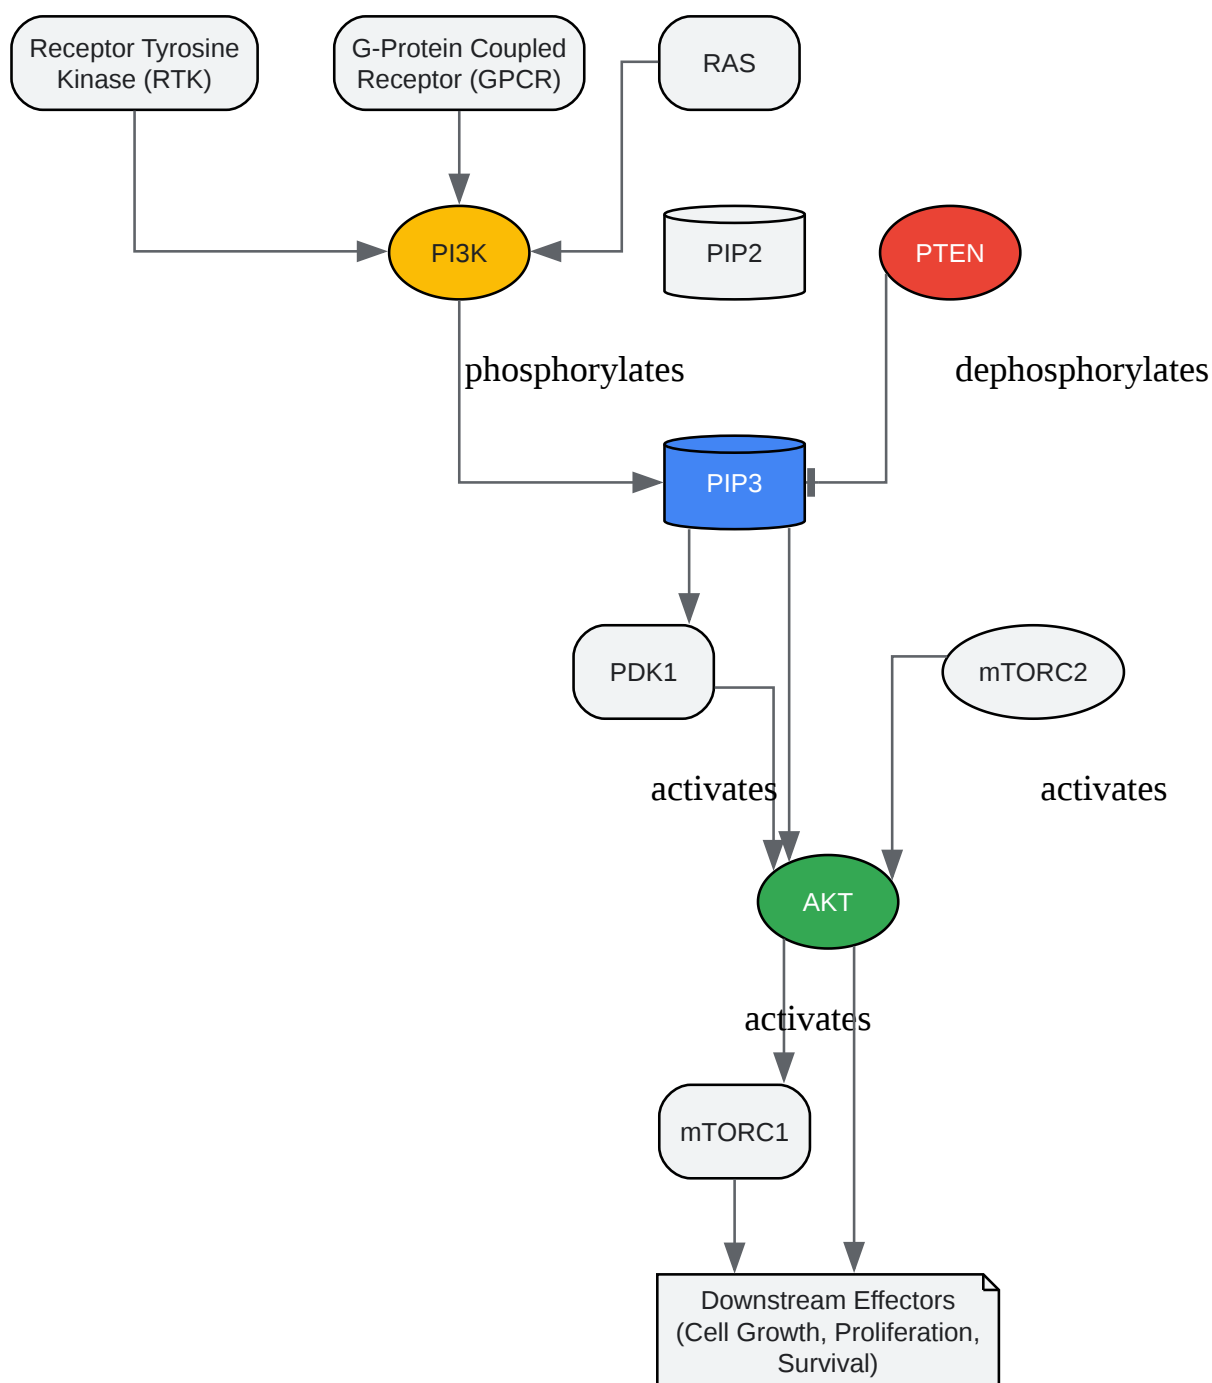 Receptor Tyrosine
Kinase (RTK)
G-Protein Coupled
Receptor (GPCR)
RAS
PI3K
PIP2
PTEN
phosphorylates
dephosphorylates
PIP3
PDK1
mTORC2
activates
activates
AKT
activates
mTORC1
Downstream Effectors
(Cell Growth, Proliferation,
Survival)